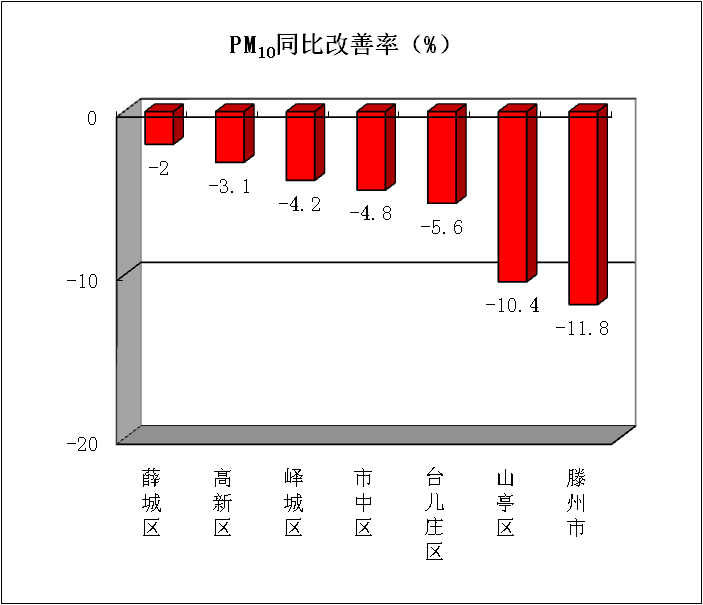 PM10同比改善率（%）
0
-10
-20
-2
-3.1
-4.2
-4.8
-5.6
-10.4
-11.8
薛城区
高新区
峄城区
市中区
台儿庄区
山亭区
滕州市